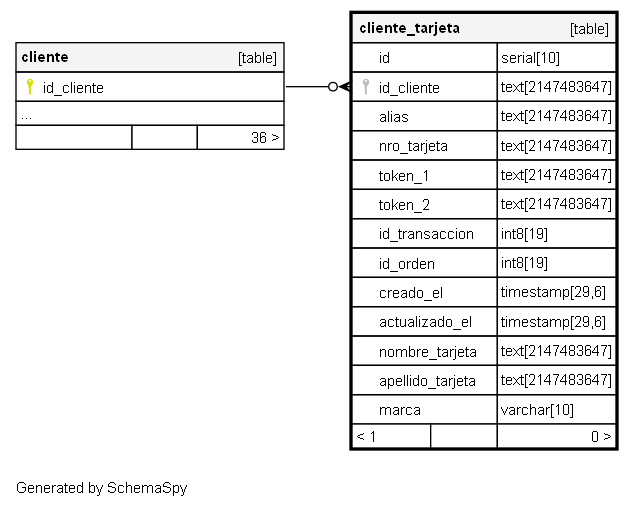 cliente [table]
id_cliente
...
36 >
cliente_tarjeta [table]
id serial[10]
id_cliente text[2147483647]
alias text[2147483647]
nro_tarjeta text[2147483647]
token_1 text[2147483647]
token_2 text[2147483647]
id_transaccion int8[19]
id_orden int8[19]
creado_el timestamp[29,6]
actualizado_el timestamp[29,6]
nombre_tarjeta text[2147483647]
apellido_tarjeta text[2147483647]
marca varchar[10]
< 1 0 >
Generated by SchemaSpy